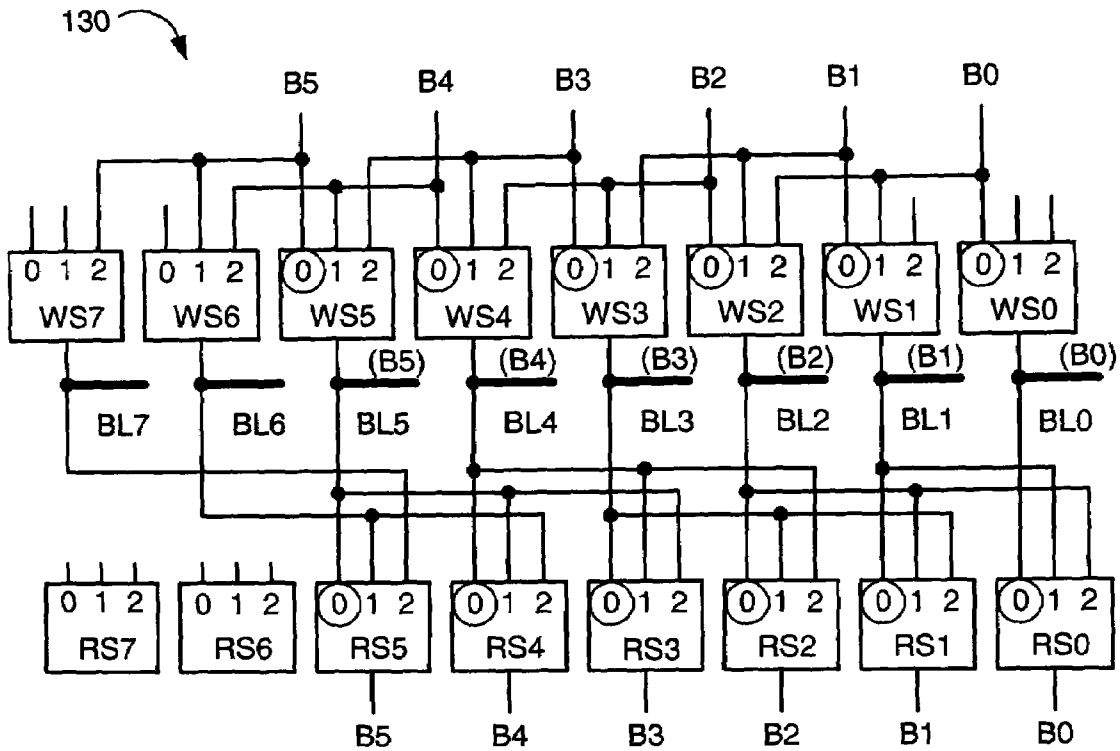 130
B5 B4 B3 B2 B1 B0
0 1 2 0 1 2 0 1 2 0 1 2 0 1 2 0 1 2 0 1 2 0 1 2
WS7 WS6 WS5 WS4 WS3 WS2 WS1 WS0
(B5) (B4) (B3) (B2) (B1) (B0)
BL7 BL6 BL5 BL4 BL3 BL2 BL1 BL0
0 1 2 0 1 2 0 1 2 0 1 2 0 1 2 0 1 2 0 1 2 0 1 2
RS7 RS6 RS5 RS4 RS3 RS2 RS1 RS0
B5 B4 B3 B2 B1 B0